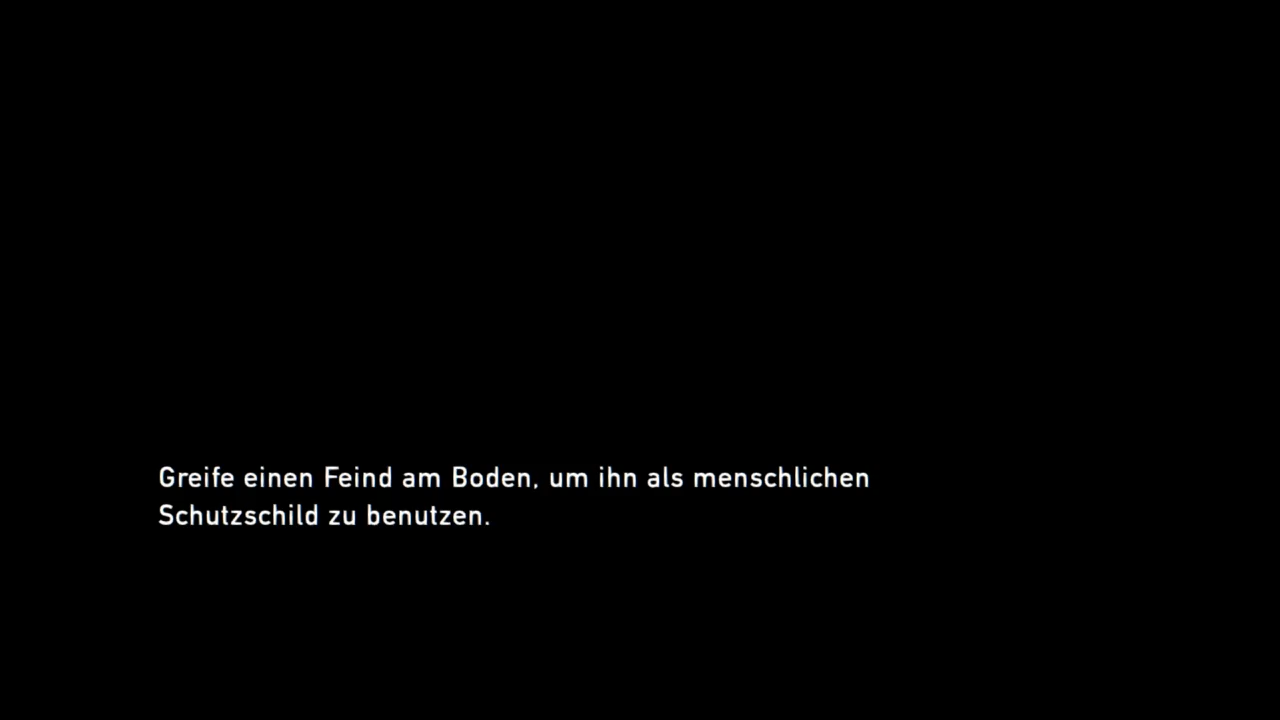 Greife einen Feind am Boden, um ihn als menschlichen
Schutzschild zu benutzen.